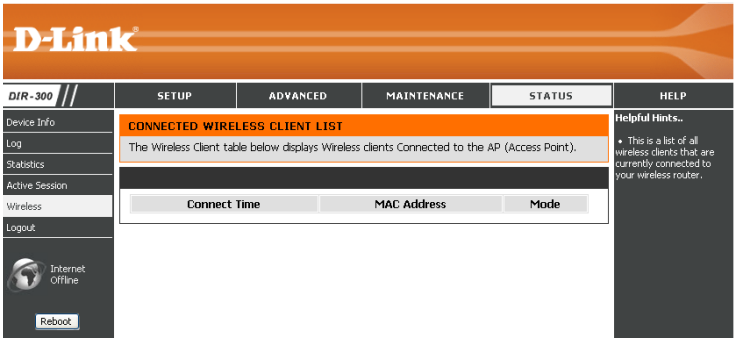 D-Link
DIR-300
SETUP
ADVANCED
MAINTENANCE
STATUS
HELP
Device Info
Log
Statistics
Active Session
Wireless
Logout
Internet
Offline
Reboot
CONNECTED WIRELESS CLIENT LIST
The Wireless Client table below displays Wireless clients Connected to the AP (Access Point).
Connect Time MAC Address Mode
Helpful Hints..
• This is a list of all
wireless clients that are
currently connected to
your wireless router.